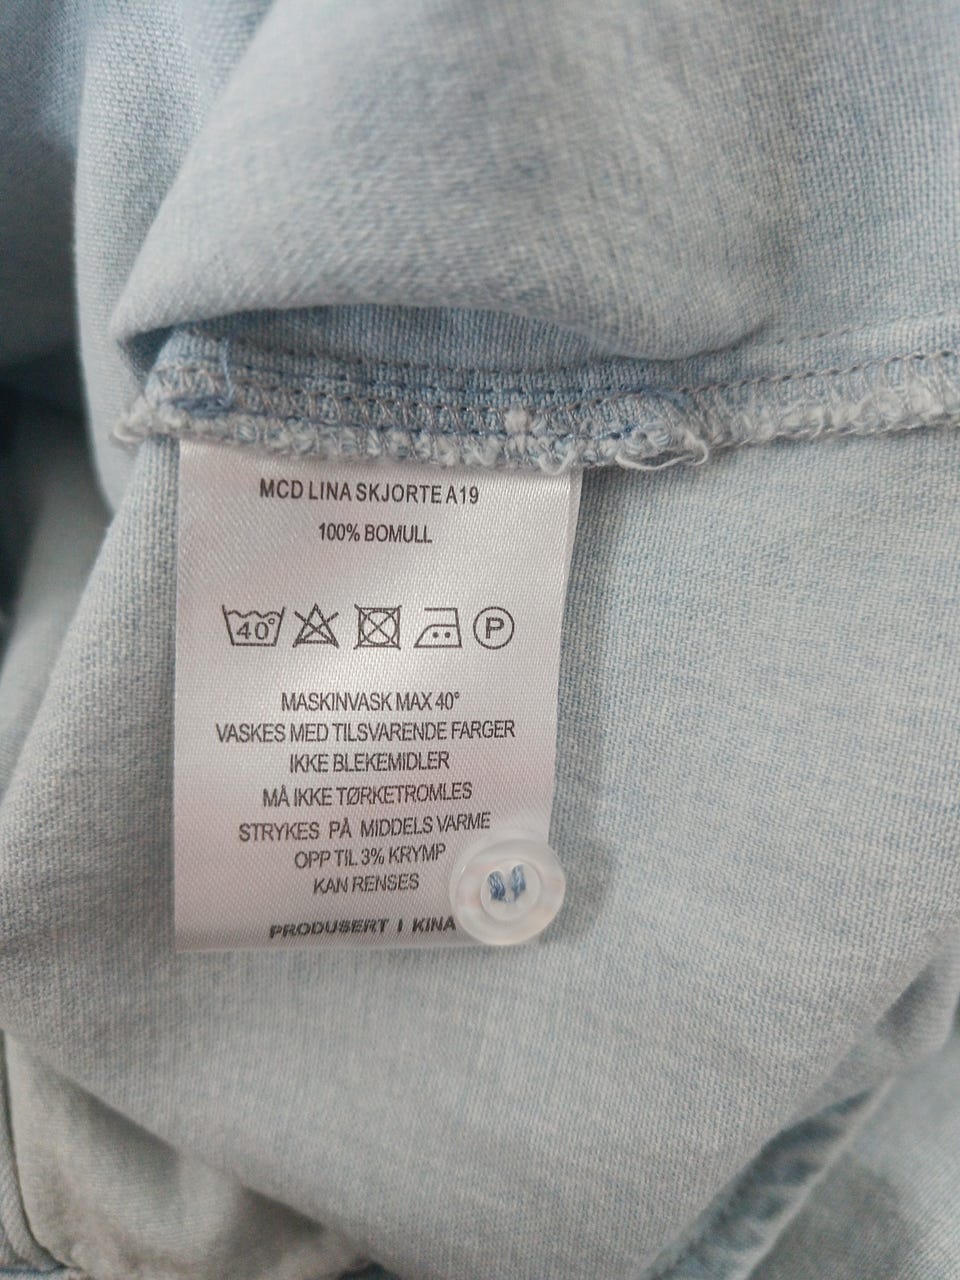 MCD LINA SKJORTE A19
100% BOMULL
40° P
MASKINVASK MAX 40°
VASKES MED TILSVARENDE FARGER
IKKE BLEKEMIDLER
MÅ IKKE TØRKETROMLES
STRYKES PÅ MIDDELS VARME
OPP TIL 3% KRYMP
KAN RENSES
PRODUSERT I KINA